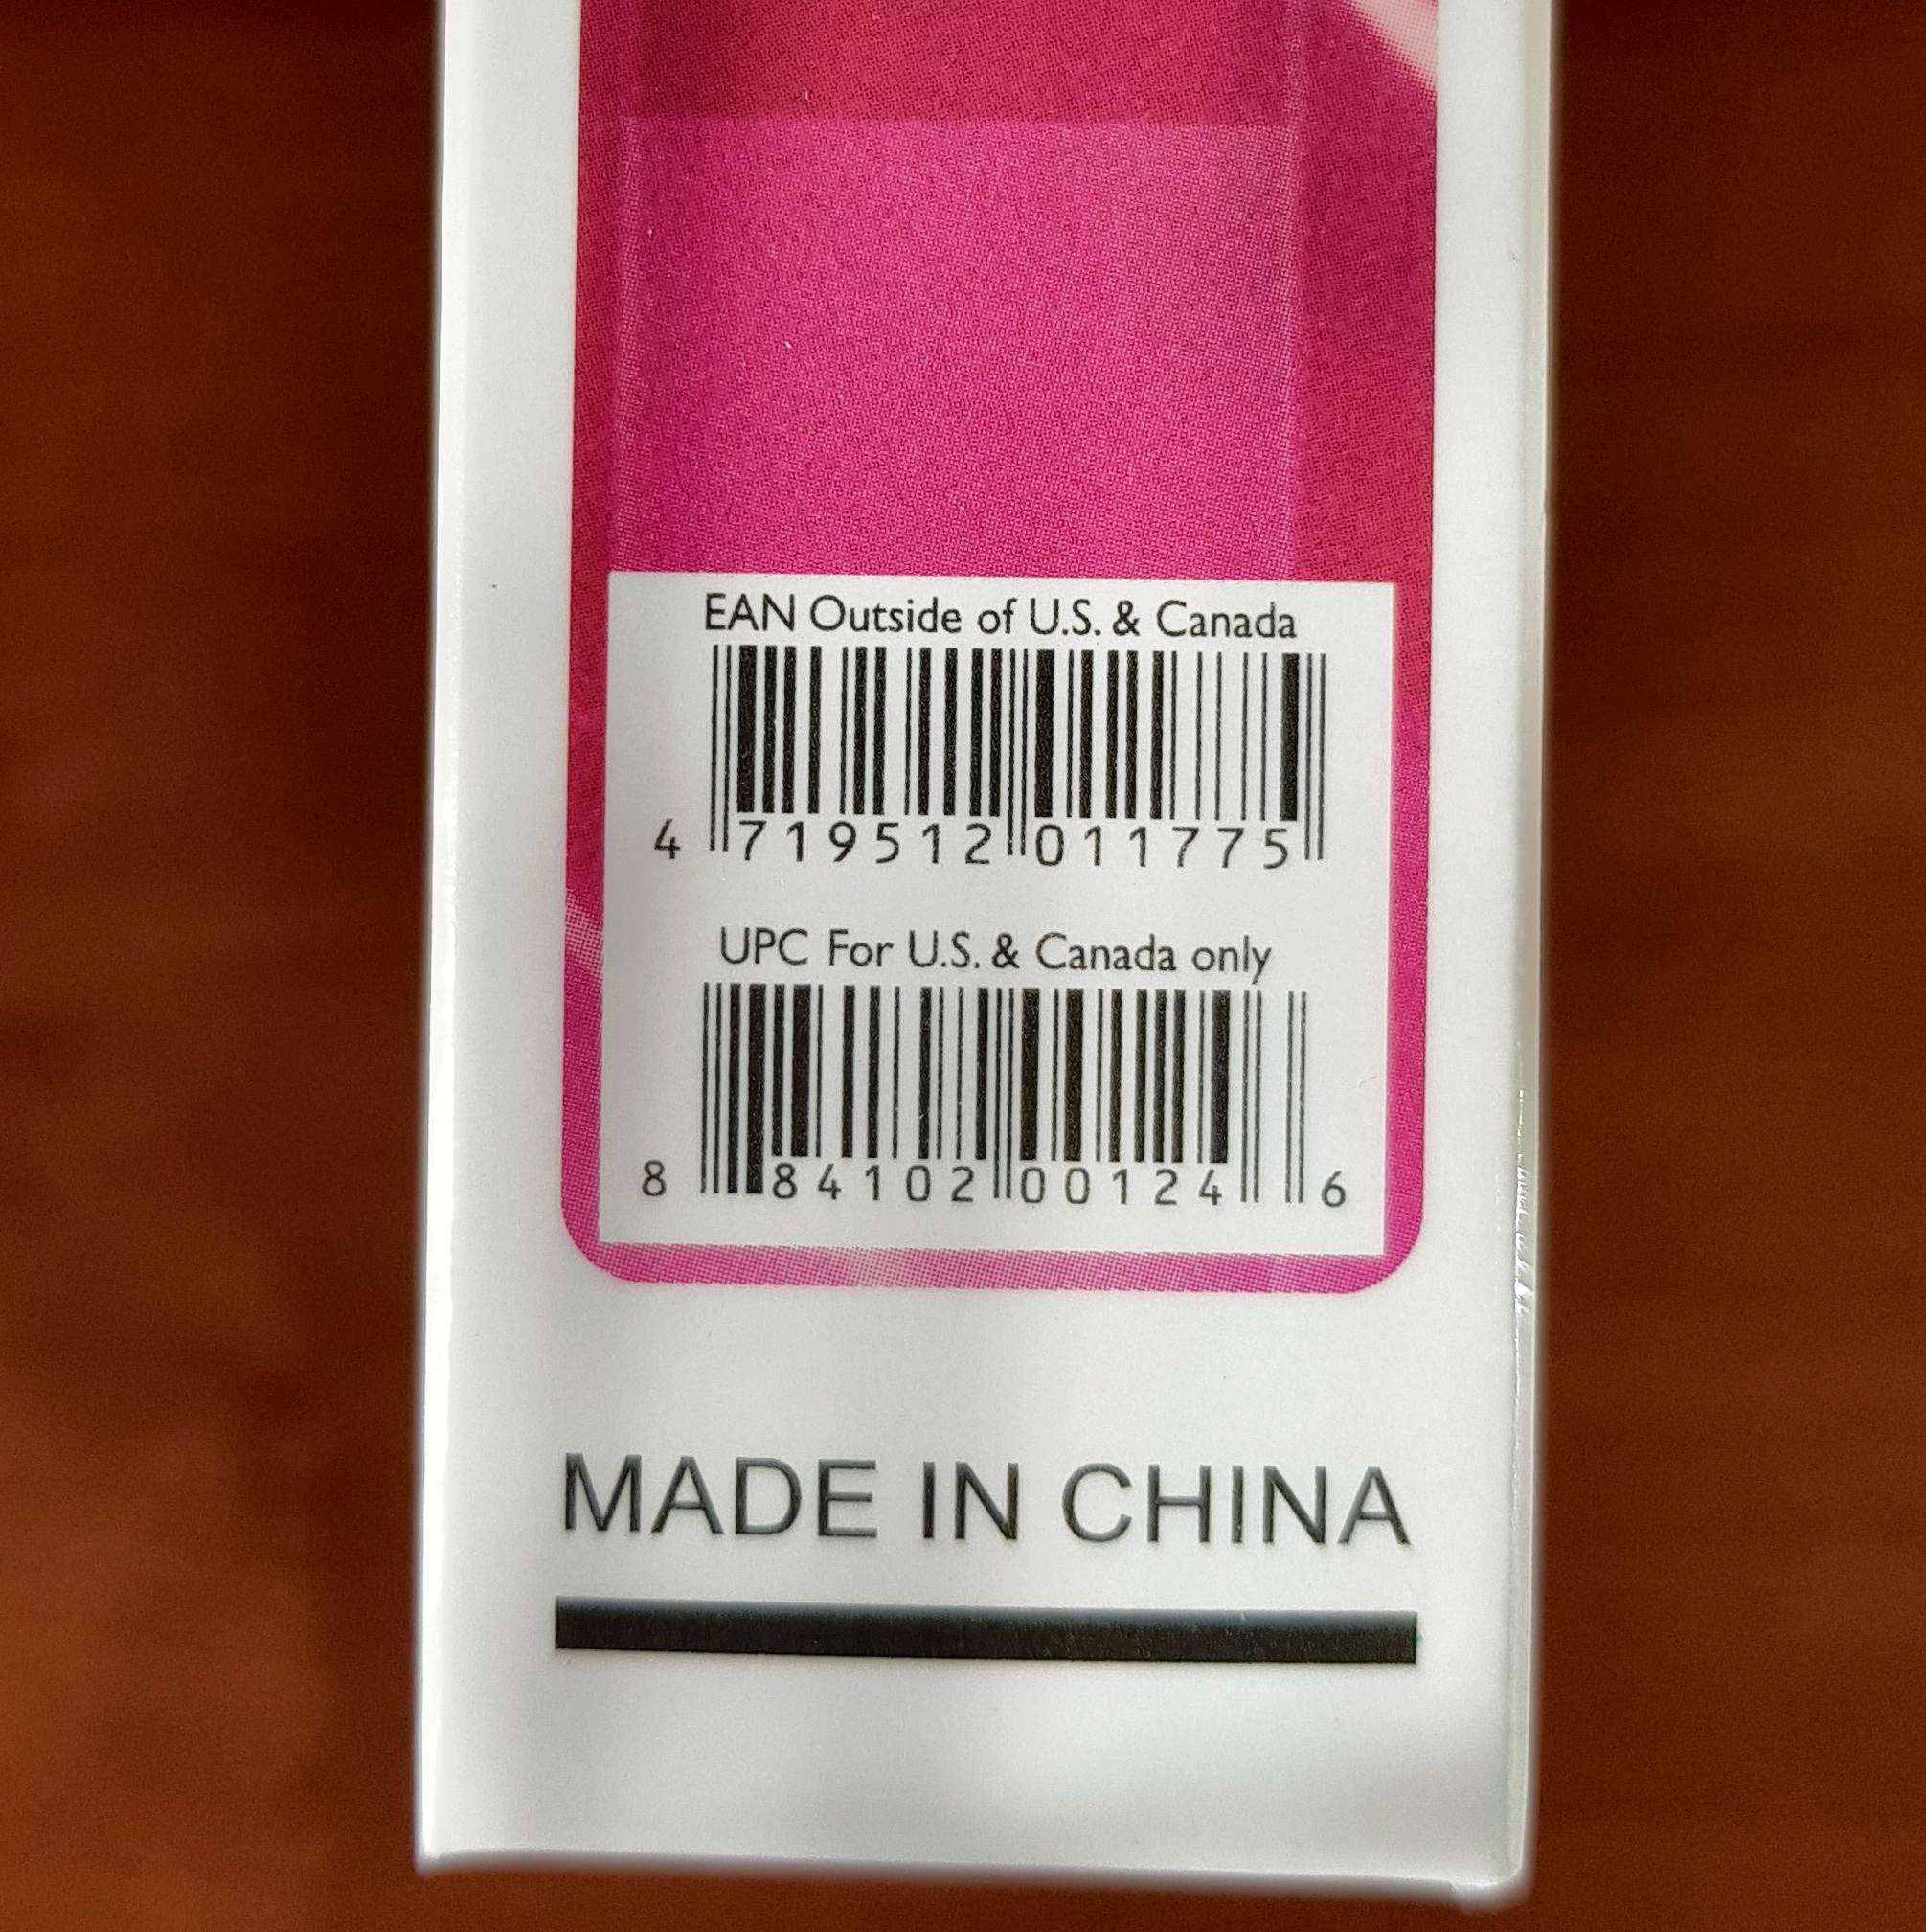 EAN Outside of U.S. & Canada
4 719512 011775
UPC For U.S. & Canada only
8 84102 00124 6
MADE IN CHINA